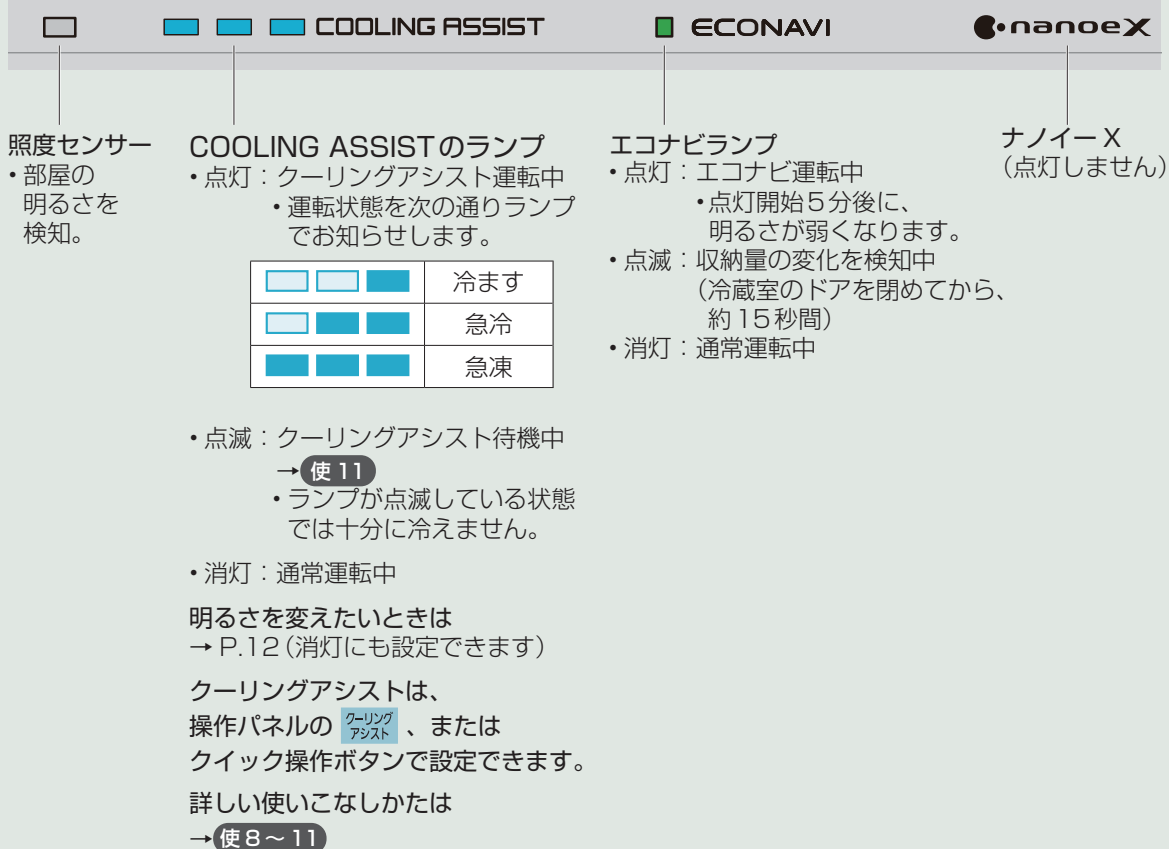 COOLING ASSIST
ECONAVI
nanoeX
照度センサー
・部屋の
明るさを
検知。
COOLING ASSISTのランプ
・点灯：クーリングアシスト運転中
・運転状態を次の通りランプ
でお知らせします。
冷ます
急冷
急凍
・点滅：クーリングアシスト待機中
→使11
・ランプが点滅している状態
では十分に冷えません。
・消灯：通常運転中
明るさを変えたいときは
→ P.12（消灯にも設定できます）
クーリングアシストは、
操作パネルの クーリングアシスト 、または
クイック操作ボタンで設定できます。
詳しい使いこなしかたは
→使8～11
エコナビランプ
・点灯：エコナビ運転中
・点灯開始5分後に、
明るさが弱くなります。
・点滅：収納量の変化を検知中
（冷蔵室のドアを閉めてから、
約15秒間）
・消灯：通常運転中
ナノイー X
（点灯しません）